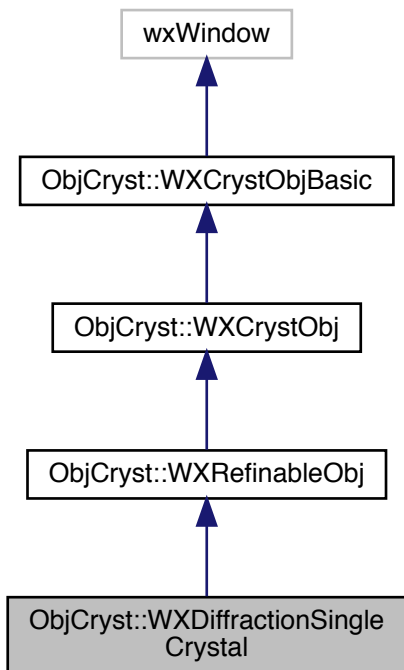 wxWindow
ObjCryst::WXCrystObjBasic
ObjCryst::WXCrystObj
ObjCryst::WXRefinableObj
ObjCryst::WXDiffractionSingle
Crystal